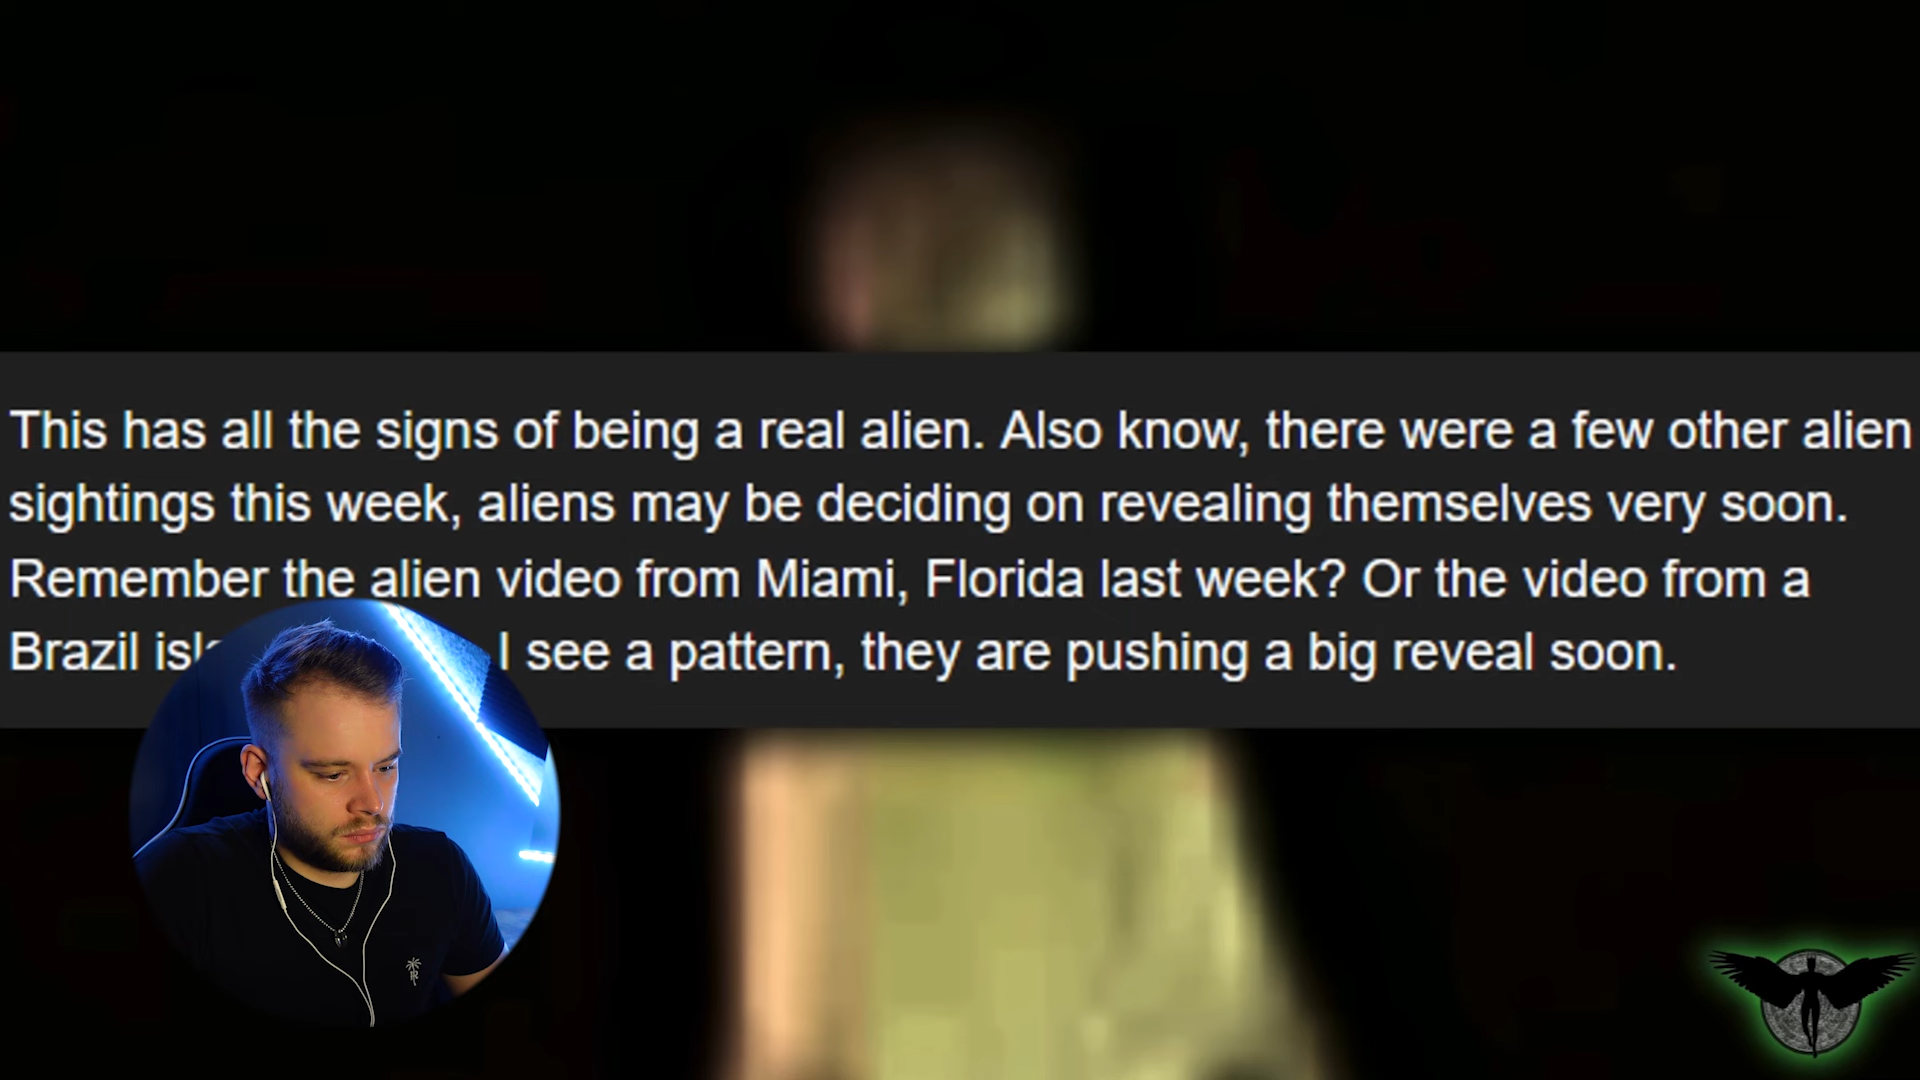 This has all the signs of being a real alien. Also know, there were a few other alien
sightings this week, aliens may be deciding on revealing themselves very soon.
Remember the alien video from Miami, Florida last week? Or the video from a
Brazil I see a pattern, they are pushing a big reveal soon.